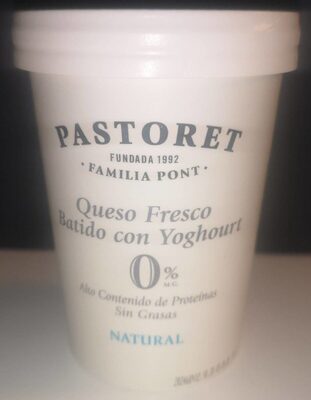 PASTORET
FUNDADA 1992
• FAMILIA PONT •
Queso Fresco
Batido con Yoghourt
0%
M.G.
Alto Contenido de Proteínas
Sin Grasas
NATURAL